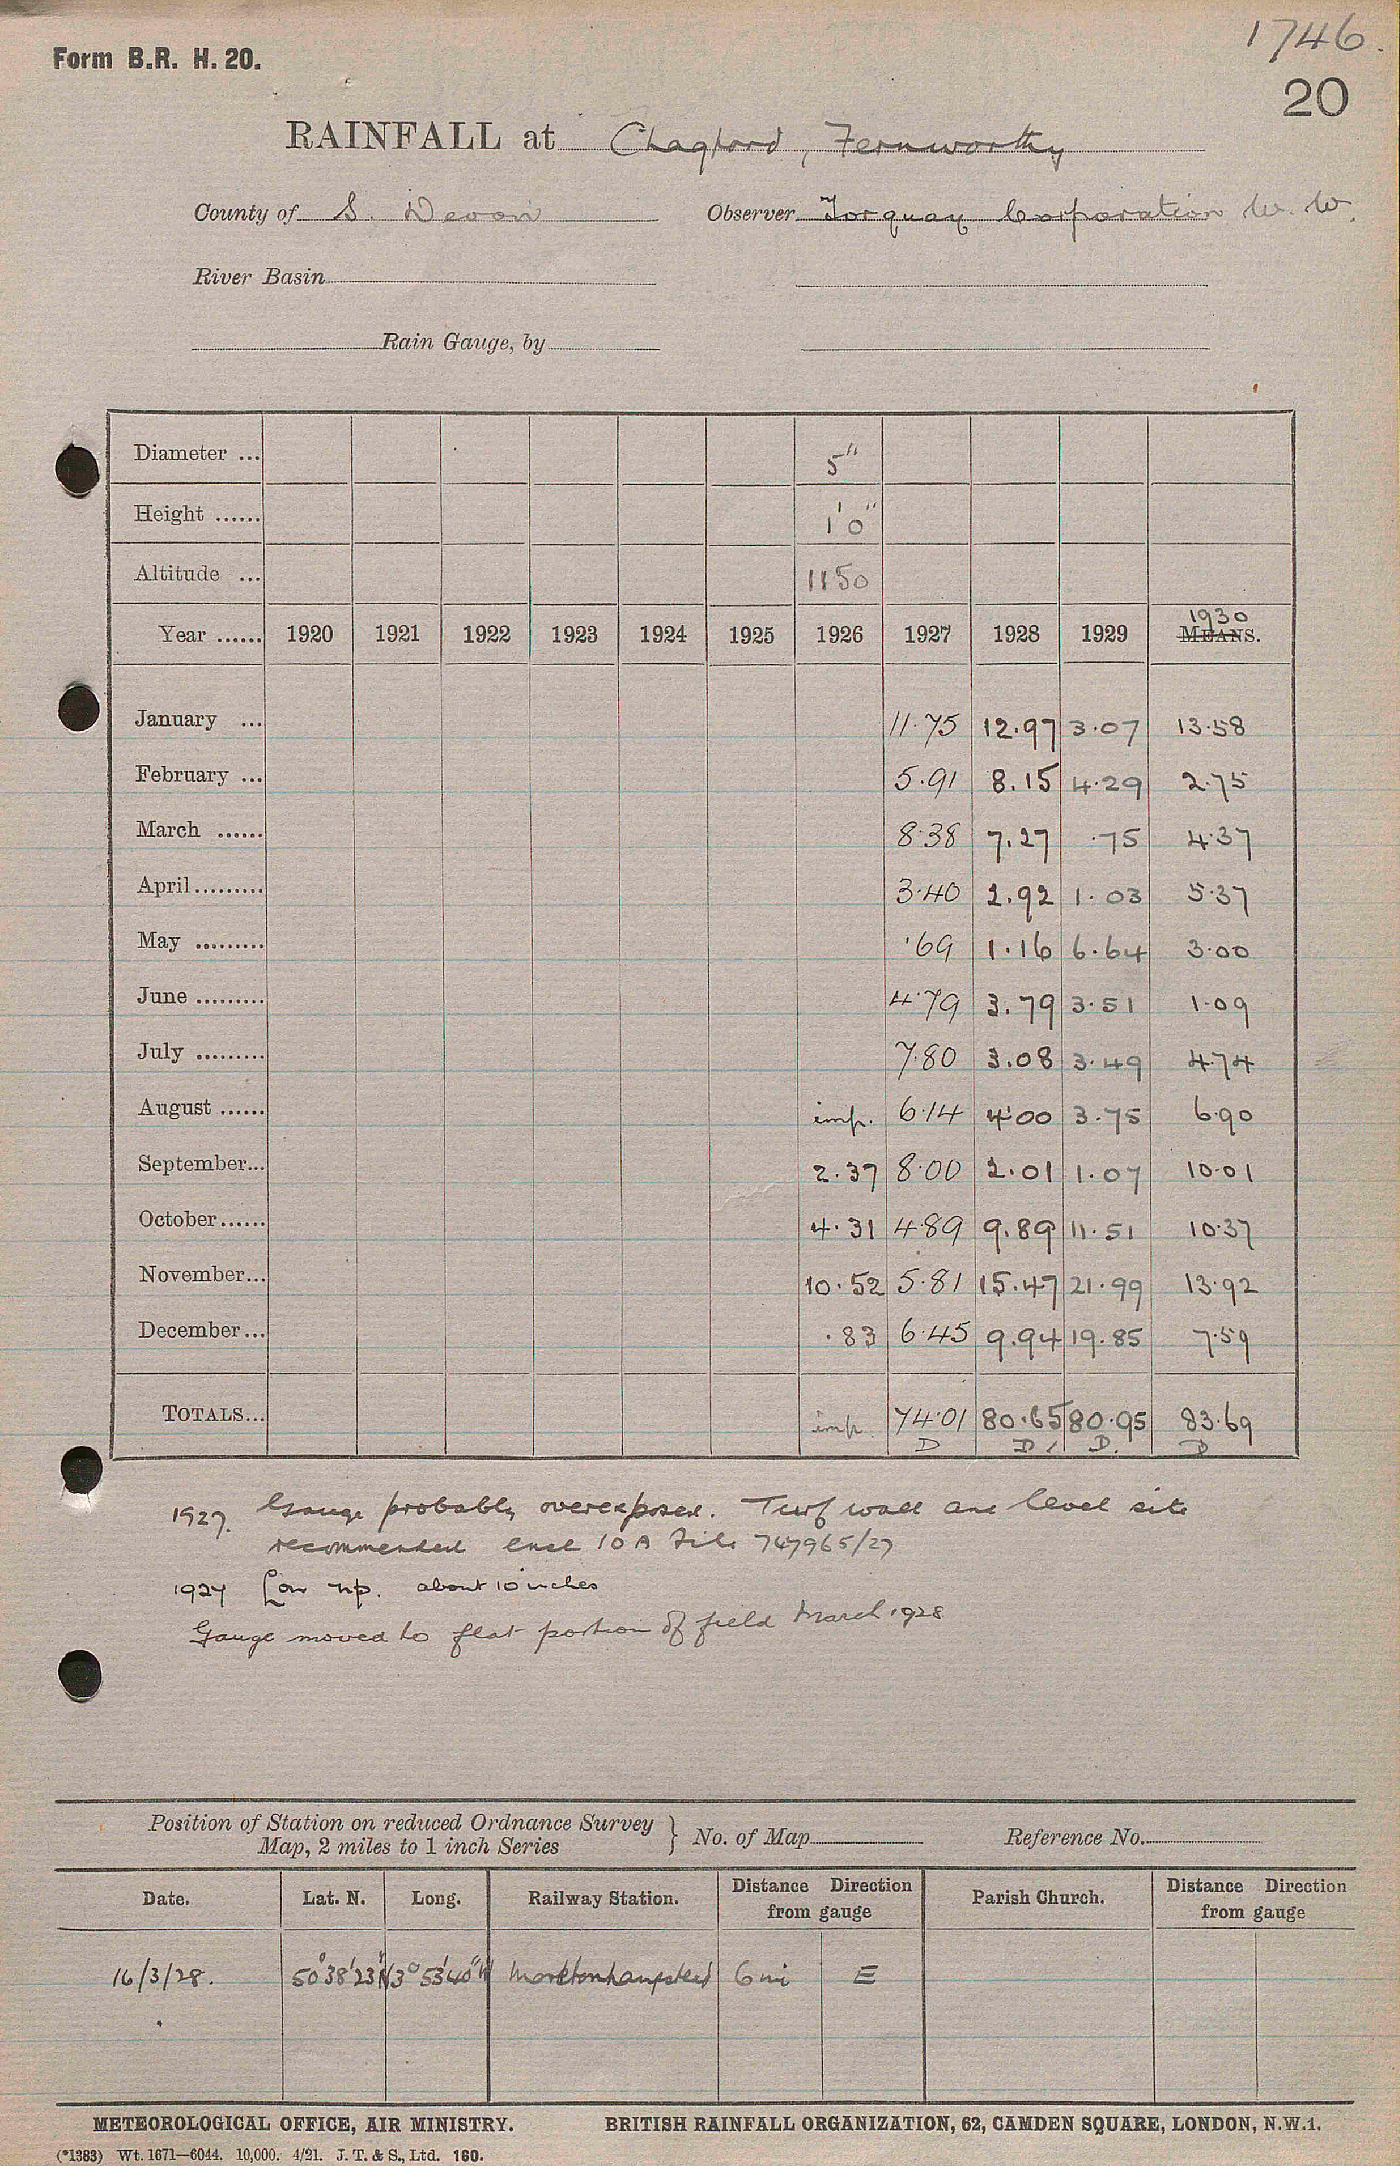 1746.
Form B.R. H. 20.
20
RAINFALL at Chagford, Fernworthy
County of S. Devon Observer Torquay Corporation W. W.
River Basin
Rain Gauge, by
Diameter ... 5"
Height ...... 1' 0"
Altitude ... 1150
Year ...... 1920 1921 1922 1923 1924 1925 1926 1927 1928 1929 1930 MEANS.
January ... 11.75 12.97 3.07 13.58
February ... 5.91 8.15 4.29 2.75
March ...... 8.38 7.27 .75 4.37
April ......... 3.40 2.92 1.03 5.37
May ......... .69 1.16 6.64 3.00
June ......... 4.79 3.79 3.51 1.09
July ......... 7.80 3.08 3.49 4.74
August ...... imp. 6.14 4.00 3.75 6.90
September... 2.37 8.00 2.01 1.07 10.01
October...... 4.31 4.89 9.89 11.51 10.37
November... 10.52 5.81 15.47 21.99 13.92
December... .83 6.45 9.94 19.85 7.59
TOTALS... imp. 74.01 80.65 80.95 83.69
D D / D. D
1927. Gauge probably overexposed. Turf wall and level site
recommended 10 A File 747965/27
1927 Low up. about 10 inches
Gauge moved to flat portion of field March 1928
Position of Station on reduced Ordnance Survey
Map, 2 miles to 1 inch Series } No. of Map Reference No.
Date. Lat. N. Long. Railway Station. Distance Direction from gauge Parish Church. Distance Direction from gauge
16/3/28. 50° 38' 23" N 3° 53' 40" W Moretonhampstead 6 mi E
METEOROLOGICAL OFFICE, AIR MINISTRY. BRITISH RAINFALL ORGANIZATION, 62, CAMDEN SQUARE, LONDON, N.W.1.
(*1383) Wt. 1671—6044. 10,000. 4/21. J. T. & S., Ltd. 160.